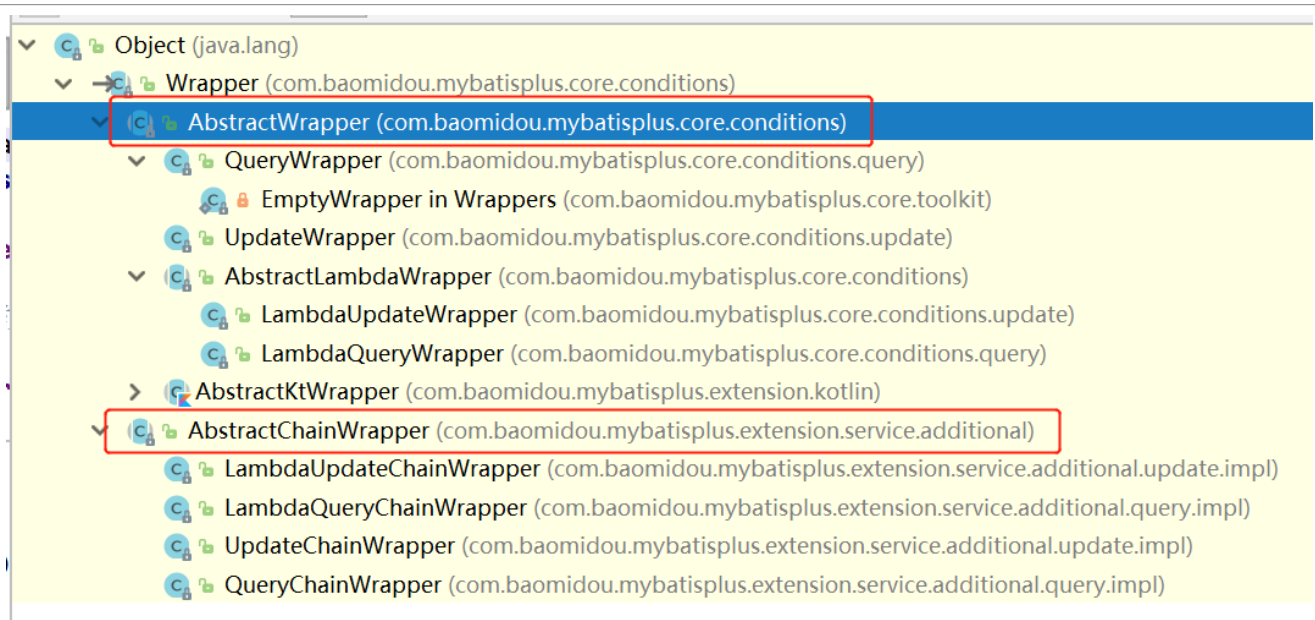 Object (java.lang)
Wrapper (com.baomidou.mybatisplus.core.conditions)
AbstractWrapper (com.baomidou.mybatisplus.core.conditions)
QueryWrapper (com.baomidou.mybatisplus.core.conditions.query)
EmptyWrapper in Wrappers (com.baomidou.mybatisplus.core.toolkit)
UpdateWrapper (com.baomidou.mybatisplus.core.conditions.update)
AbstractLambdaWrapper (com.baomidou.mybatisplus.core.conditions)
LambdaUpdateWrapper (com.baomidou.mybatisplus.core.conditions.update)
LambdaQueryWrapper (com.baomidou.mybatisplus.core.conditions.query)
AbstractKtWrapper (com.baomidou.mybatisplus.extension.kotlin)
AbstractChainWrapper (com.baomidou.mybatisplus.extension.service.additional)
LambdaUpdateChainWrapper (com.baomidou.mybatisplus.extension.service.additional.update.impl)
LambdaQueryChainWrapper (com.baomidou.mybatisplus.extension.service.additional.query.impl)
UpdateChainWrapper (com.baomidou.mybatisplus.extension.service.additional.update.impl)
QueryChainWrapper (com.baomidou.mybatisplus.extension.service.additional.query.impl)